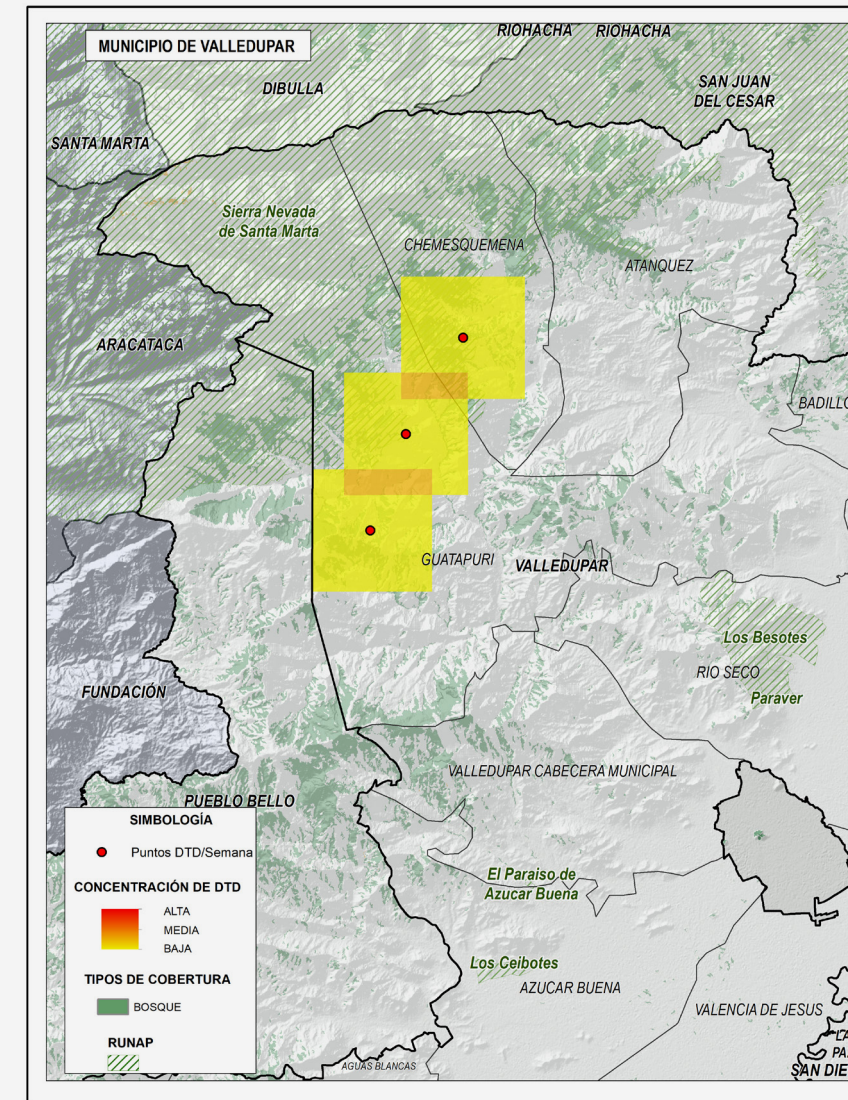 MUNICIPIO DE VALLEDUPAR
RIOHACHA
RIOHACHA
DIBULLA
SAN JUAN
DEL CESAR
SANTA MARTA
Sierra Nevada
de Santa Marta
CHEMESQUEMENA
ATANQUEZ
ARACATACA
BADILLO
GUATAPURI
VALLEDUPAR
Los Besotes
RIO SECO
Paraver
FUNDACIÓN
VALLEDUPAR CABECERA MUNICIPAL
PUEBLO BELLO
El Paraiso de
Azucar Buena
Los Ceibotes
AZUCAR BUENA
VALENCIA DE JESUS
LA
PA
SAN DIE
AGUAS BLANCAS
SIMBOLOGÍA
Puntos DTD/Semana
CONCENTRACIÓN DE DTD
ALTA
MEDIA
BAJA
TIPOS DE COBERTURA
BOSQUE
RUNAP